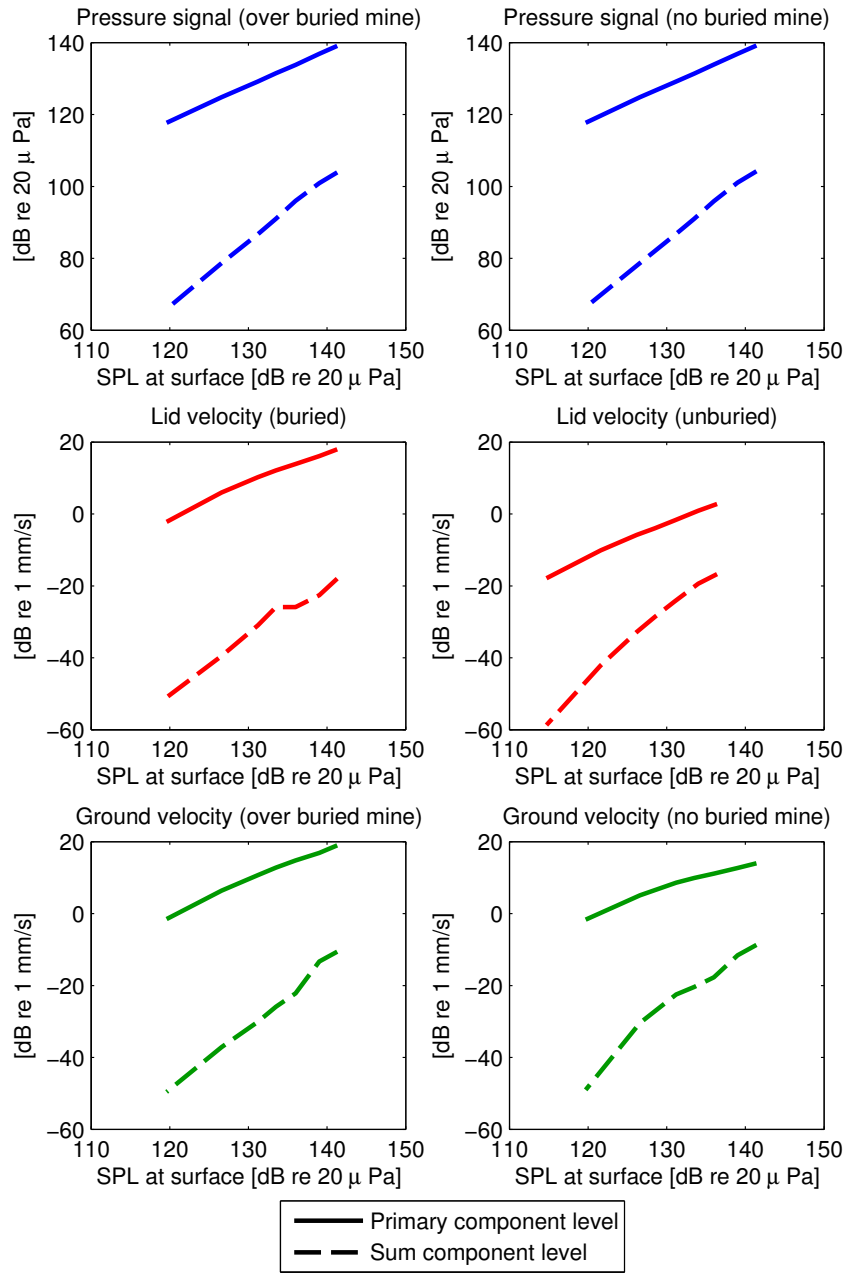 Pressure signal (over buried mine)
140
120
100
80
60
[dB re 20 μ Pa]
110 120 130 140 150
SPL at surface [dB re 20 μ Pa]
Pressure signal (no buried mine)
140
120
100
80
60
[dB re 20 μ Pa]
110 120 130 140 150
SPL at surface [dB re 20 μ Pa]
Lid velocity (buried)
20
0
−20
−40
−60
[dB re 1 mm/s]
110 120 130 140 150
SPL at surface [dB re 20 μ Pa]
Lid velocity (unburied)
20
0
−20
−40
−60
[dB re 1 mm/s]
110 120 130 140 150
SPL at surface [dB re 20 μ Pa]
Ground velocity (over buried mine)
20
0
−20
−40
−60
[dB re 1 mm/s]
110 120 130 140 150
SPL at surface [dB re 20 μ Pa]
Ground velocity (no buried mine)
20
0
−20
−40
−60
[dB re 1 mm/s]
110 120 130 140 150
SPL at surface [dB re 20 μ Pa]
Primary component level
Sum component level